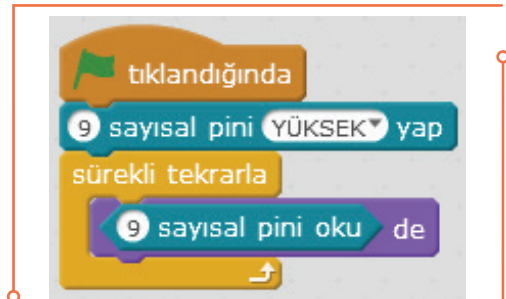 tıklandığında
9 sayısal pini YÜKSEK yap
sürekli tekrarla
9 sayısal pini oku de